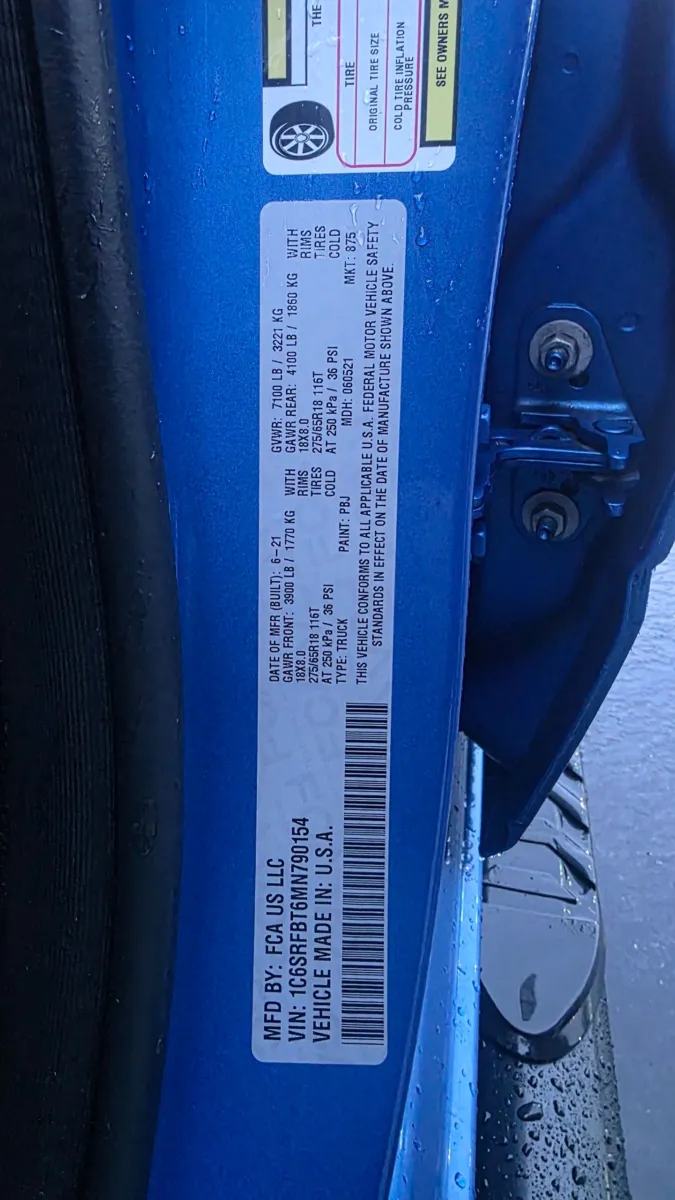 MFD BY: FCA US LLC
VIN: 1C6SRFBT6MN790154
VEHICLE MADE IN: U.S.A.
DATE OF MFR (BUILT): 6-21 GVWR: 7100 LB / 3221 KG
GAWR FRONT: 3900 LB / 1770 KG WITH GAWR REAR: 4100 LB / 1860 KG WITH
18X8.0 RIMS 18X8.0 RIMS
275/65R18 116T TIRES 275/65R18 116T TIRES
AT 250 kPa / 36 PSI COLD AT 250 kPa / 36 PSI COLD
TYPE: TRUCK PAINT: PBJ MDH: 060521 MKT: 875
THIS VEHICLE CONFORMS TO ALL APPLICABLE U.S.A. FEDERAL MOTOR VEHICLE SAFETY
STANDARDS IN EFFECT ON THE DATE OF MANUFACTURE SHOWN ABOVE.
THE
TIRE
ORIGINAL TIRE SIZE
COLD TIRE INFLATION
PRESSURE
SEE OWNERS M